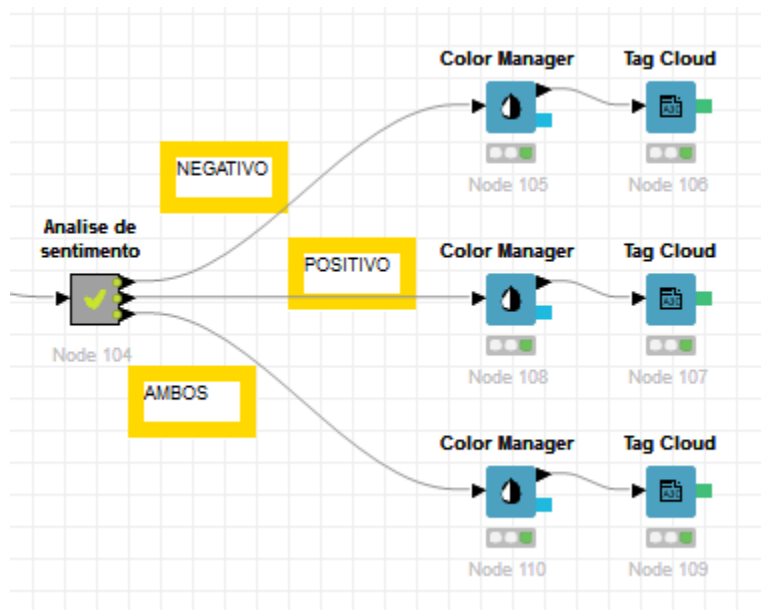 Color Manager
Tag Cloud
Node 105
Node 106
NEGATIVO
Analise de
sentimento
Node 104
POSITIVO
Color Manager
Tag Cloud
Node 108
Node 107
AMBOS
Color Manager
Tag Cloud
Node 110
Node 109